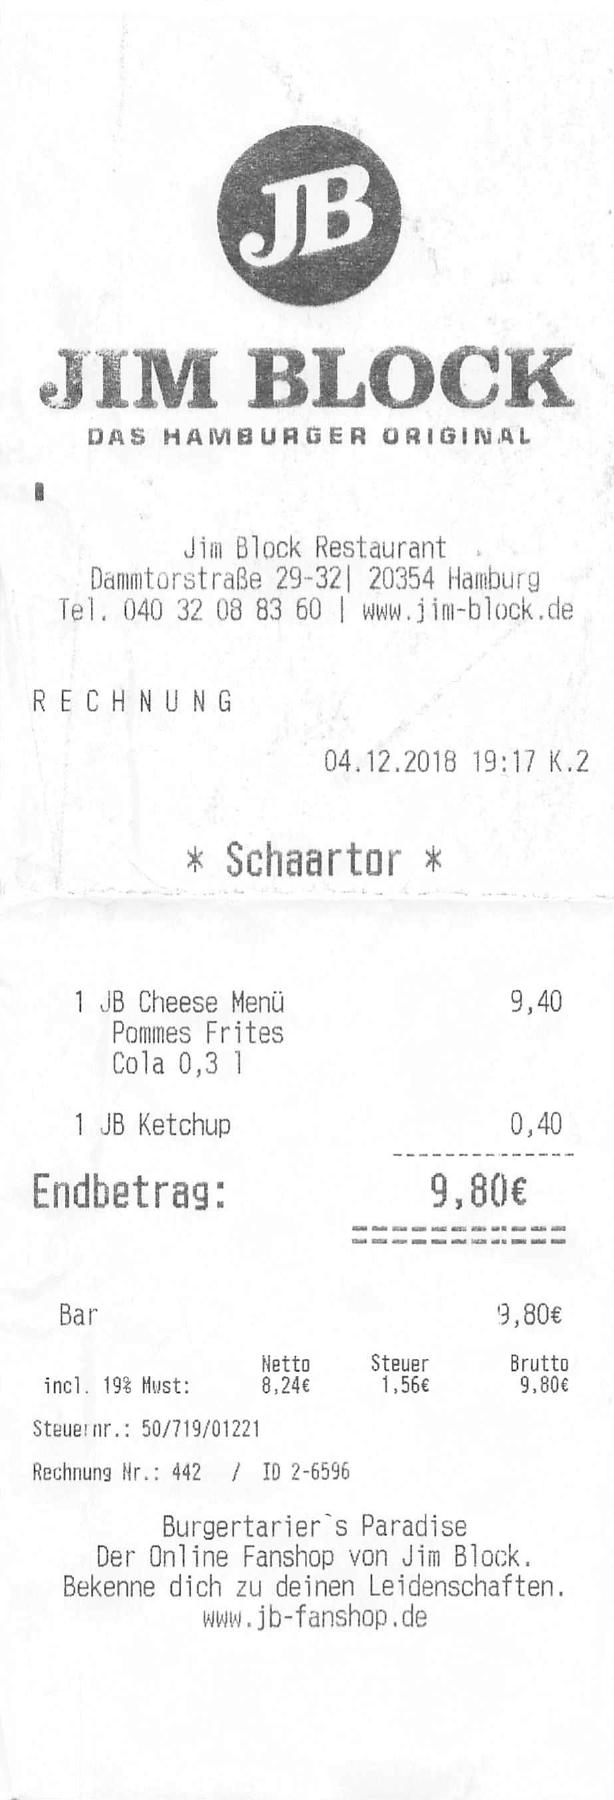 JB
JIM BLOCK
DAS HAMBURGER ORIGINAL
Jim Block Restaurant
Dammtorstraße 29-32| 20354 Hamburg
Tel. 040 32 08 83 60 | www.jim-block.de
R E C H N U N G
04.12.2018 19:17 K.2
* Schaartor *
1 JB Cheese Menü 9,40
Pommes Frites
Cola 0,3 l
1 JB Ketchup 0,40
Endbetrag: 9,80€
Bar 9,80€
Netto Steuer Brutto
incl. 19% Mwst: 8,24€ 1,56€ 9,80€
Steuernr.: 50/719/01221
Rechnung Nr.: 442 / ID 2-6596
Burgertarier`s Paradise
Der Online Fanshop von Jim Block.
Bekenne dich zu deinen Leidenschaften.
www.jb-fanshop.de